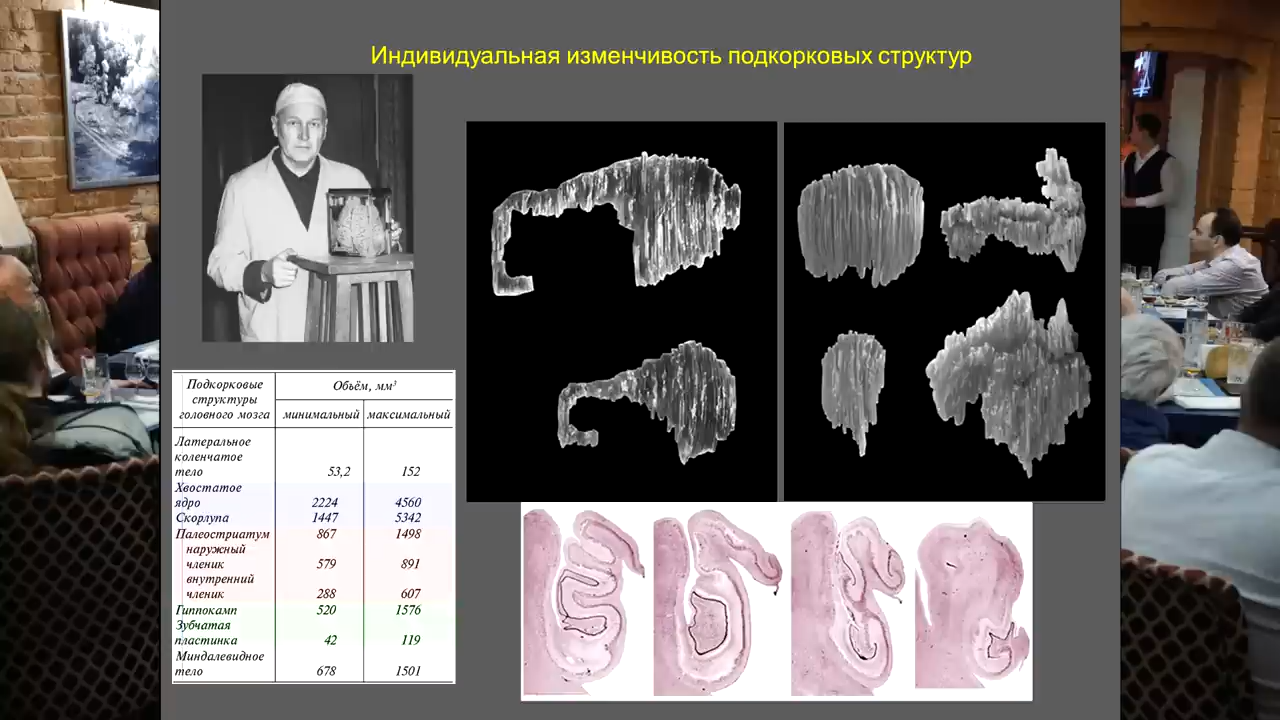 Индивидуальная изменчивость подкорковых структур
Подкорковые структуры головного мозга Объём, мм³
минимальный максимальный
Латеральное
коленчатое
тело 53,2 152
Хвостатое
ядро 2224 4560
Скорлупа 1447 5342
Палеостриатум 867 1498
наружный
членик 579 891
внутренний
членик 288 607
Гиппокамп 520 1576
Зубчатая
пластинка 42 119
Миндалевидное
тело 678 1501